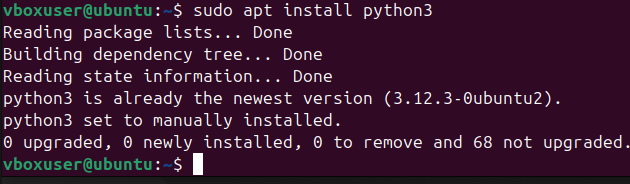 vboxuser@ubuntu:~$ sudo apt install python3
Reading package lists... Done
Building dependency tree... Done
Reading state information... Done
python3 is already the newest version (3.12.3-0ubuntu2).
python3 set to manually installed.
0 upgraded, 0 newly installed, 0 to remove and 68 not upgraded.
vboxuser@ubuntu:~$